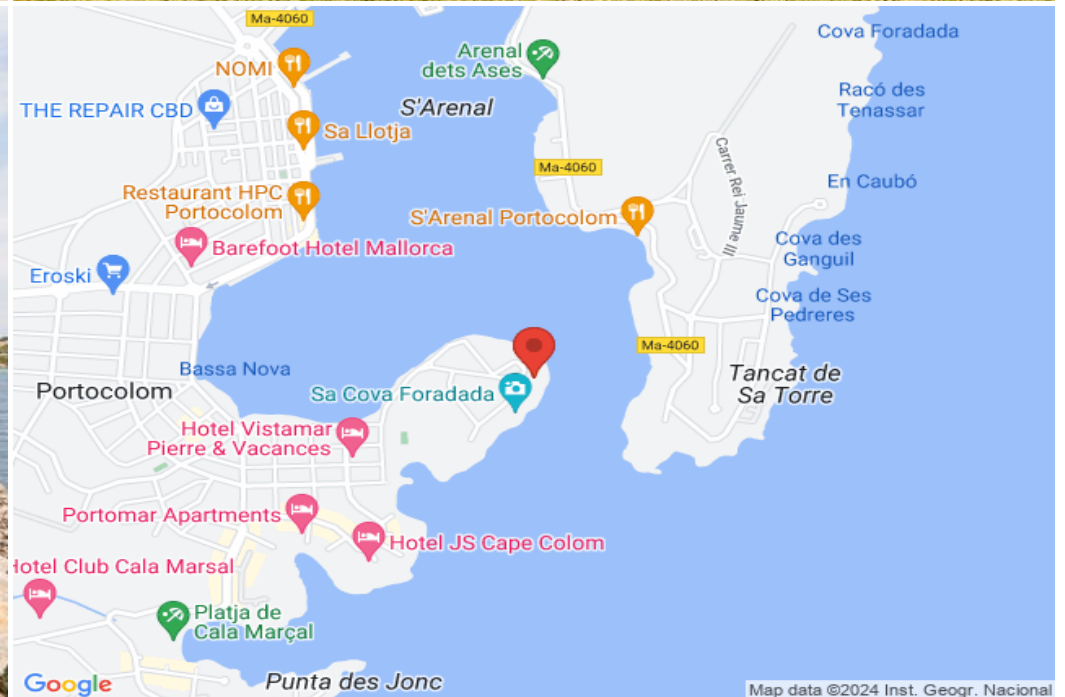 Ma-4060
Cova Foradada
Arenal
dets Ases
NOMI
Racó des
Tenassar
THE REPAIR CBD
S'Arenal
Sa Llotja
Ma-4060
Carrer Rei Jaume III
En Caubó
Restaurant HPC
Portocolom
S'Arenal Portocolom
Barefoot Hotel Mallorca
Cova des
Ganguil
Eroski
Cova de Ses
Pedreres
Ma-4060
Bassa Nova
Tancat de
Sa Torre
Portocolom
Sa Cova Foradada
Hotel Vistamar
Pierre & Vacances
Portomar Apartments
Hotel JS Cape Colom
Hotel Club Cala Marsal
Platja de
Cala Marçal
Google
Punta des Jonc
Map data ©2024 Inst. Geogr. Nacional